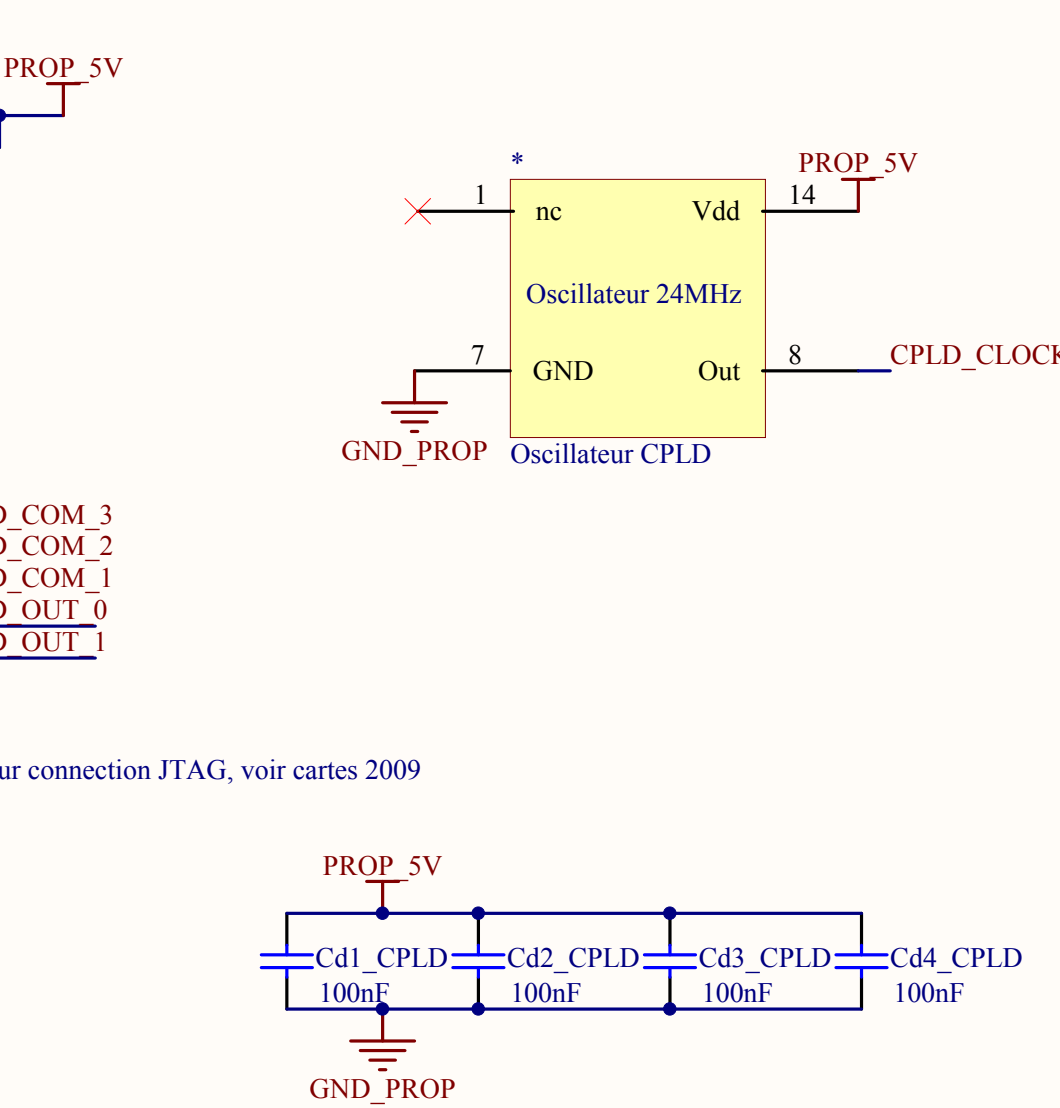 PROP_5V
*
PROP_5V
1
nc
Vdd
14
Oscillateur 24MHz
7
GND
Out
8
CPLD_CLOCK
GND_PROP
Oscillateur CPLD
D_COM_3
D_COM_2
D_COM_1
D_OUT_0
D_OUT_1
ur connection JTAG, voir cartes 2009
PROP_5V
Cd1_CPLD
100nF
Cd2_CPLD
100nF
Cd3_CPLD
100nF
Cd4_CPLD
100nF
GND_PROP